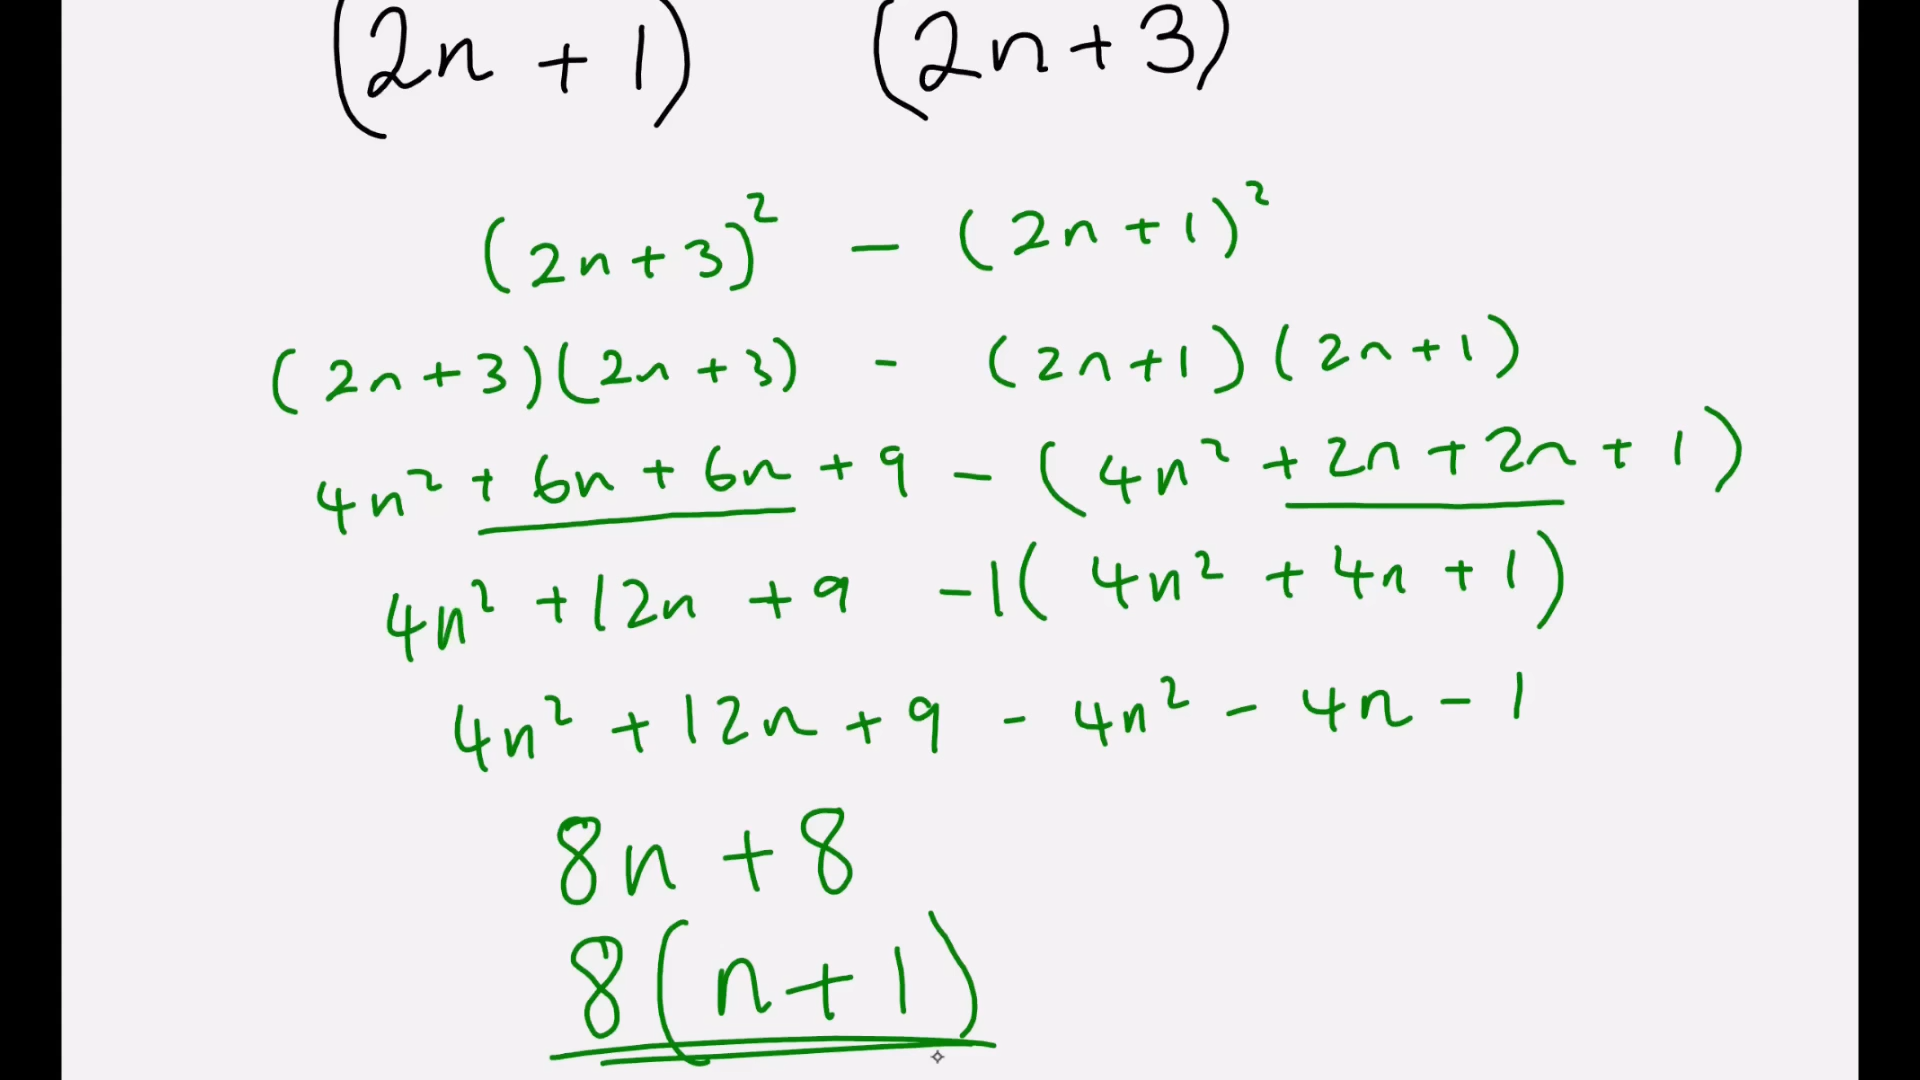 (2n + 1) (2n + 3)
(2n + 3)² - (2n + 1)²
(2n + 3)(2n + 3) - (2n + 1)(2n + 1)
4n² + 6n + 6n + 9 - (4n² + 2n + 2n + 1)
4n² + 12n + 9 -1(4n² + 4n + 1)
4n² + 12n + 9 - 4n² - 4n - 1
8n + 8
8(n + 1)